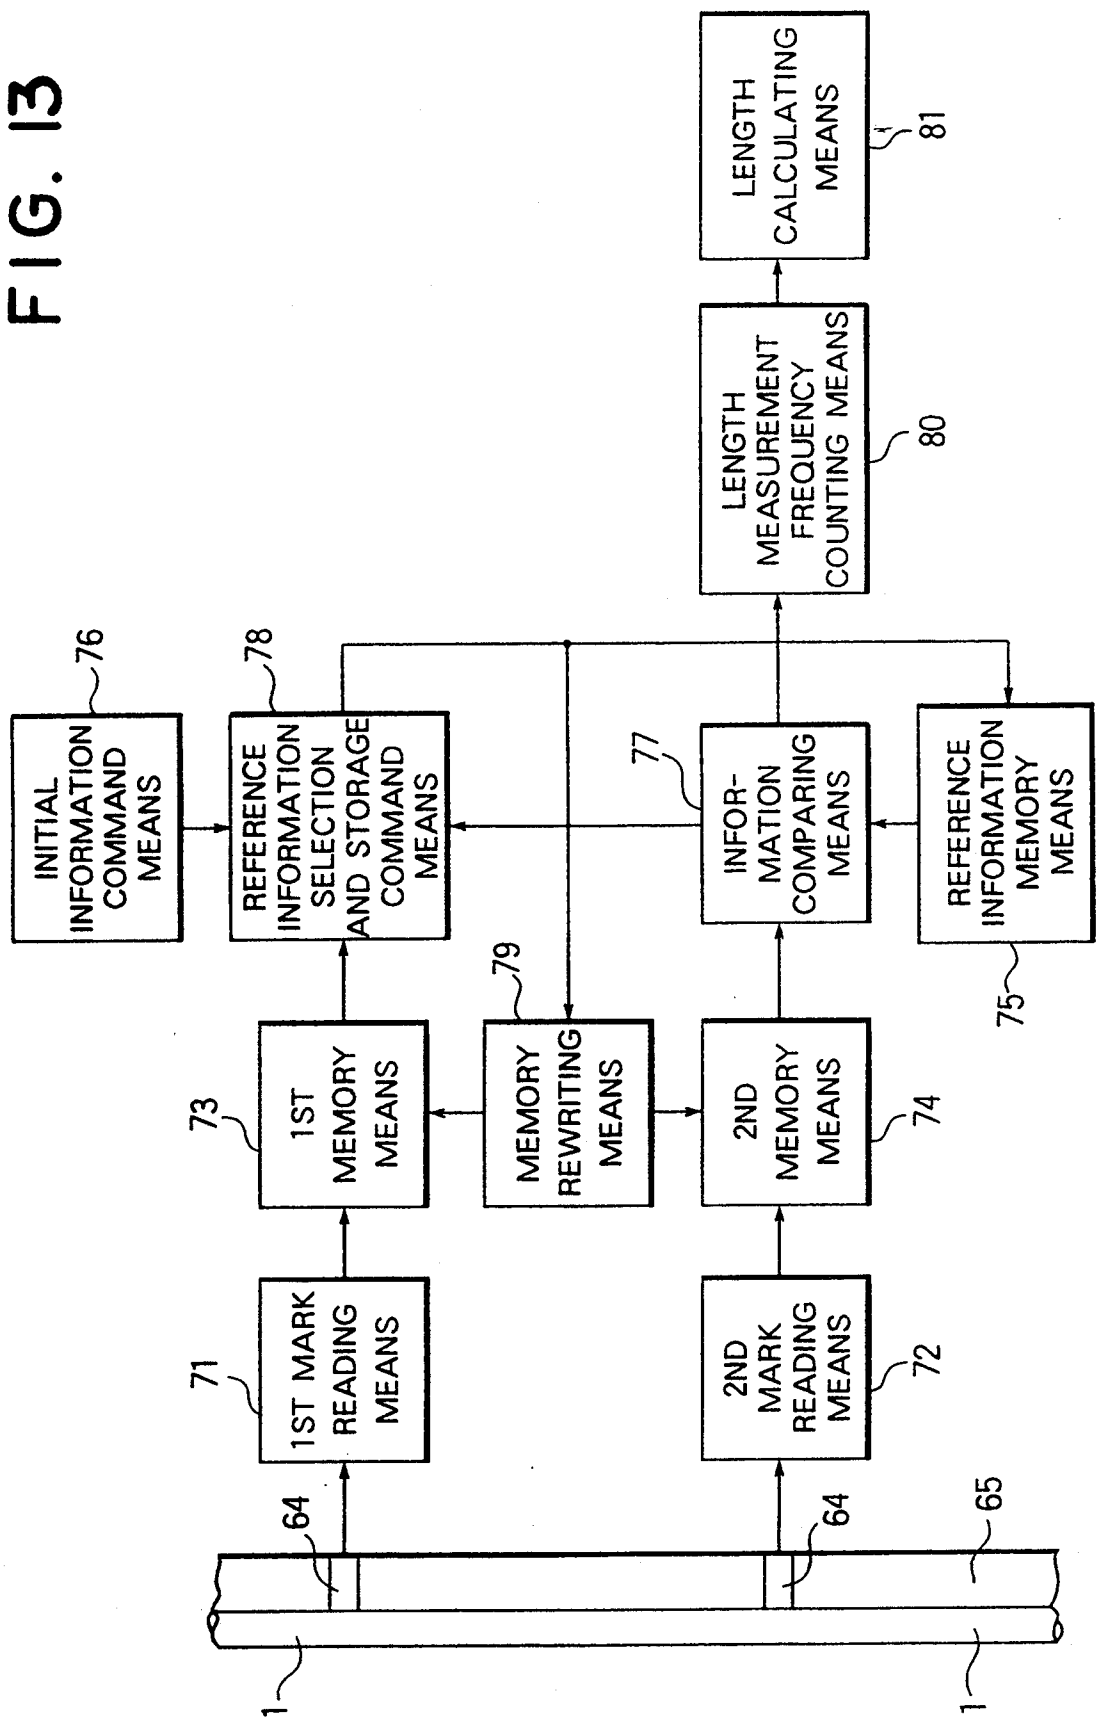 FIG. 13
INITIAL
INFORMATION
COMMAND
MEANS
76
REFERENCE
INFORMATION
SELECTION
AND STORAGE
COMMAND
MEANS
78
1ST
MEMORY
MEANS
73
1ST MARK
READING
MEANS
71
MEMORY
REWRITING
MEANS
79
64
1
2ND
MARK
READING
MEANS
72
2ND
MEMORY
MEANS
74
INFOR-
MATION
COMPARING
MEANS
77
REFERENCE
INFORMATION
MEMORY
MEANS
75
LENGTH
MEASUREMENT
FREQUENCY
COUNTING MEANS
80
LENGTH
CALCULATING
MEANS
81
64
65
1